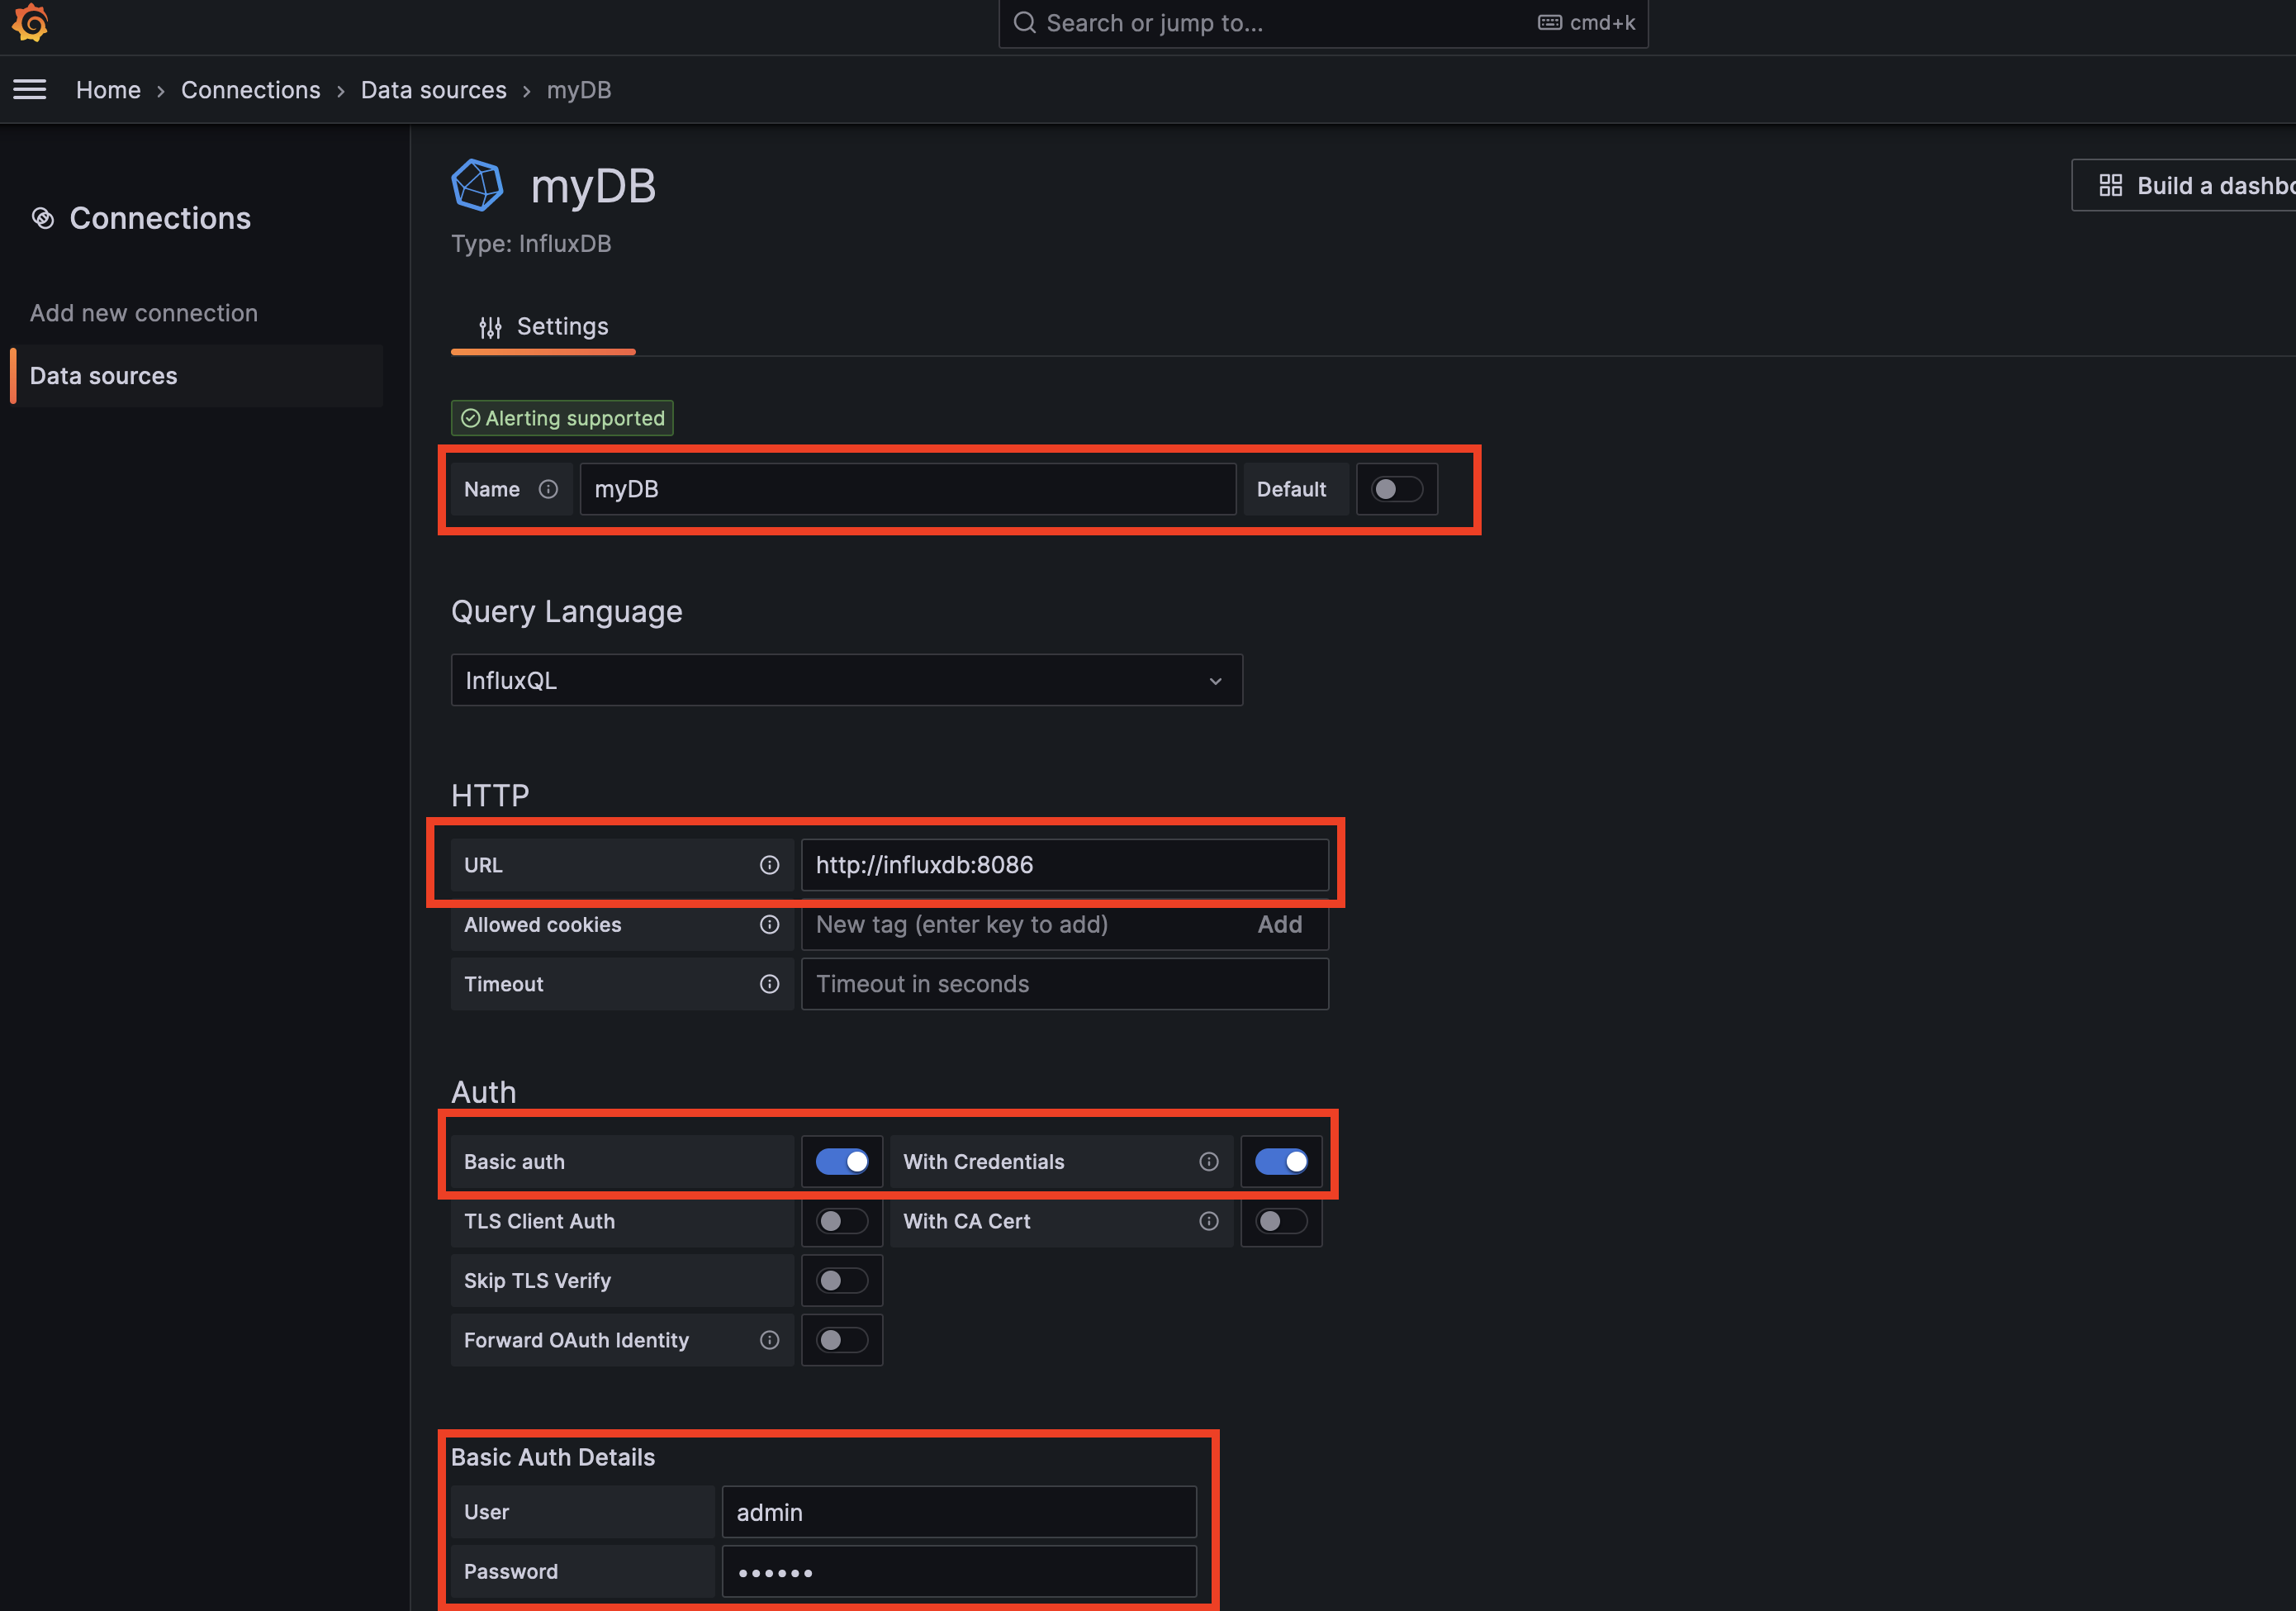 Search or jump to...
cmd+k
Home › Connections › Data sources › myDB
Connections
Add new connection
Data sources
myDB
Type: InfluxDB
Build a dashbo
Settings
Alerting supported
Name myDB Default
Query Language
InfluxQL
HTTP
URL http://influxdb:8086
Allowed cookies New tag (enter key to add) Add
Timeout Timeout in seconds
Auth
Basic auth With Credentials
TLS Client Auth With CA Cert
Skip TLS Verify
Forward OAuth Identity
Basic Auth Details
User admin
Password ••••••